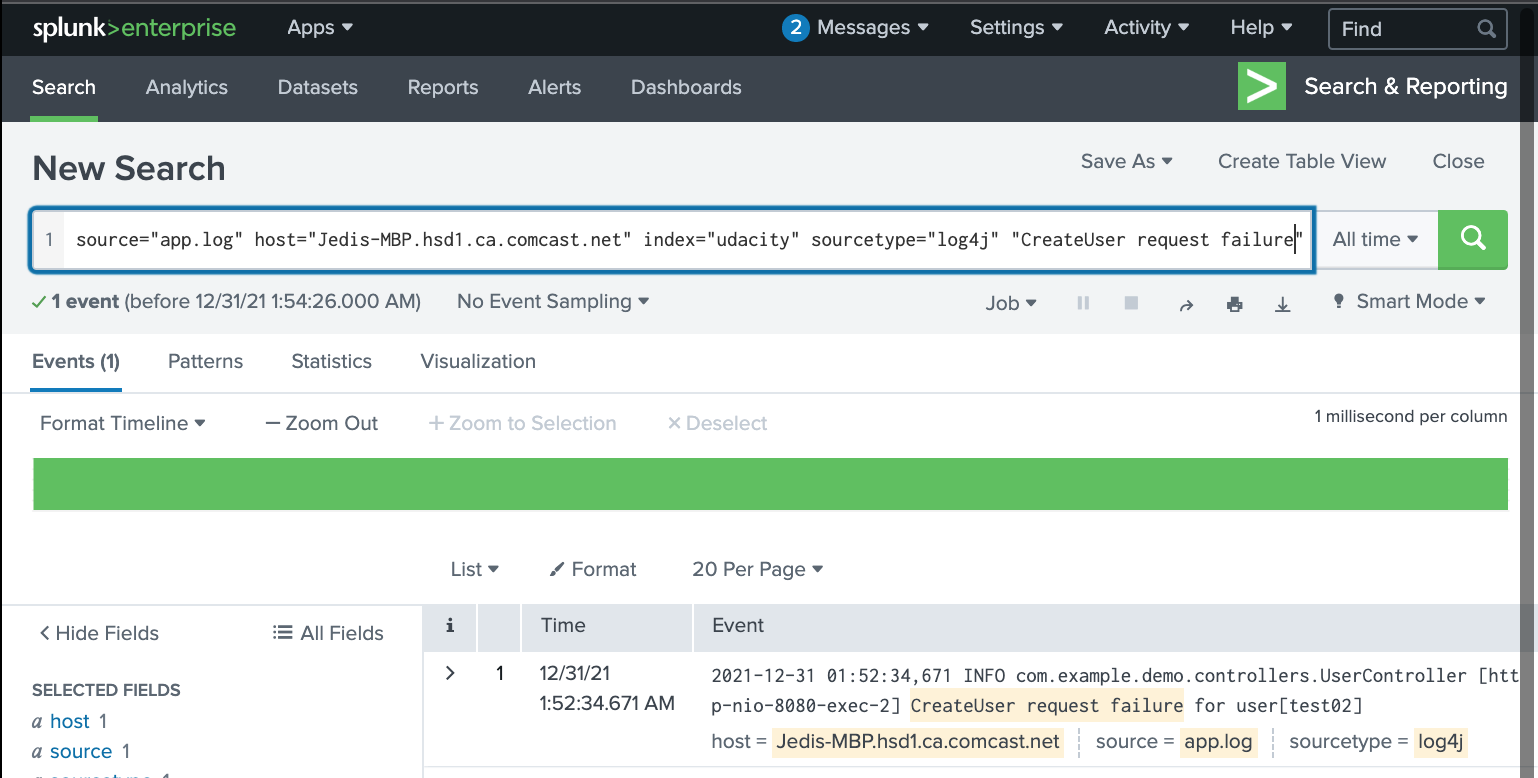 splunk>enterprise Apps 2 Messages Settings Activity Help Find
Search Analytics Datasets Reports Alerts Dashboards Search & Reporting
New Search Save As Create Table View Close
1 source="app.log" host="Jedis-MBP.hsd1.ca.comcast.net" index="udacity" sourcetype="log4j" "CreateUser request failure" All time
1 event (before 12/31/21 1:54:26.000 AM) No Event Sampling Job Smart Mode
Events (1) Patterns Statistics Visualization
Format Timeline — Zoom Out + Zoom to Selection × Deselect 1 millisecond per column
List Format 20 Per Page
< Hide Fields All Fields
SELECTED FIELDS
a host 1
a source 1
a sourcetype 1
i Time Event
> 1 12/31/21 2021-12-31 01:52:34,671 INFO com.example.demo.controllers.UserController [htt
1:52:34.671 AM p-nio-8080-exec-2] CreateUser request failure for user[test02]
host = Jedis-MBP.hsd1.ca.comcast.net source = app.log sourcetype = log4j